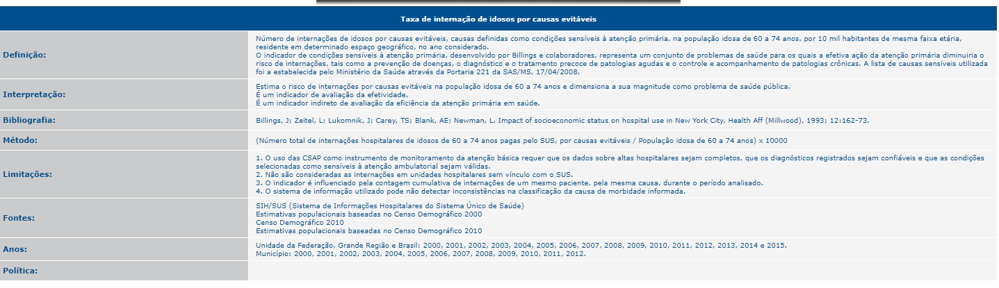 Taxa de internação de idosos por causas evitáveis
Definição:
Número de internações de idosos por causas evitáveis, causas definidas como condições sensíveis à atenção primária, na população idosa de 60 a 74 anos, por 10 mil habitantes de mesma faixa etária,
residente em determinado espaço geográfico, no ano considerado.
O indicador de condições sensíveis à atenção primária, desenvolvido por Billings e colaboradores, representa um conjunto de problemas de saúde para os quais a efetiva ação da atenção primária diminuiria o
risco de internações, tais como a prevenção de doenças, o diagnóstico e o tratamento precoce de patologias agudas e o controle e acompanhamento de patologias crônicas. A lista de causas sensíveis utilizada
foi a estabelecida pelo Ministério da Saúde através da Portaria 221 da SAS/MS, 17/04/2008.
Interpretação:
Estima o risco de internações por causas evitáveis na população idosa de 60 a 74 anos e dimensiona a sua magnitude como problema de saúde pública.
É um indicador de avaliação da efetividade.
É um indicador indireto de avaliação da eficiência da atenção primária em saúde.
Bibliografia:
Billings, J; Zeitel, L; Lukomnik, J; Carey, TS; Blank, AE; Newman, L. Impact of socioeconomic status on hospital use in New York City. Health Aff (Millwood), 1993; 12:162-73.
Método:
(Número total de internações hospitalares de idosos de 60 a 74 anos pagas pelo SUS, por causas evitáveis / População idosa de 60 a 74 anos) x 10000
Limitações:
1. O uso das CSAP como instrumento de monitoramento da atenção básica requer que os dados sobre altas hospitalares sejam completos, que os diagnósticos registrados sejam confiáveis e que as condições
selecionadas como sensíveis à atenção ambulatorial sejam válidas.
2. Não são consideradas as internações em unidades hospitalares sem vínculo com o SUS.
3. O indicador é influenciado pela contagem cumulativa de internações de um mesmo paciente, pela mesma causa, durante o período analisado.
4. O sistema de informação utilizado pode não detectar inconsistências na classificação da causa de morbidade informada.
Fontes:
SIH/SUS (Sistema de Informações Hospitalares do Sistema Único de Saúde)
Estimativas populacionais baseadas no Censo Demográfico 2000
Censo Demográfico 2010
Estimativas populacionais baseadas no Censo Demográfico 2010
Anos:
Unidade da Federação, Grande Região e Brasil: 2000, 2001, 2002, 2003, 2004, 2005, 2006, 2007, 2008, 2009, 2010, 2011, 2012, 2013, 2014 e 2015.
Município: 2000, 2001, 2002, 2003, 2004, 2005, 2006, 2007, 2008, 2009, 2010, 2011, 2012.
Política: